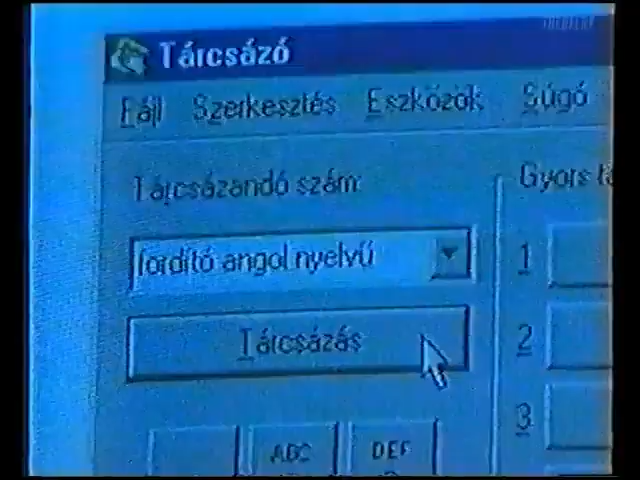 Tárcsázó
Fájl Szerkesztés Eszközök Súgó
Tárcsázandó szám:
Gyors
fordító angol nyelvű
1
Tárcsázás
2
3
ABC DEF